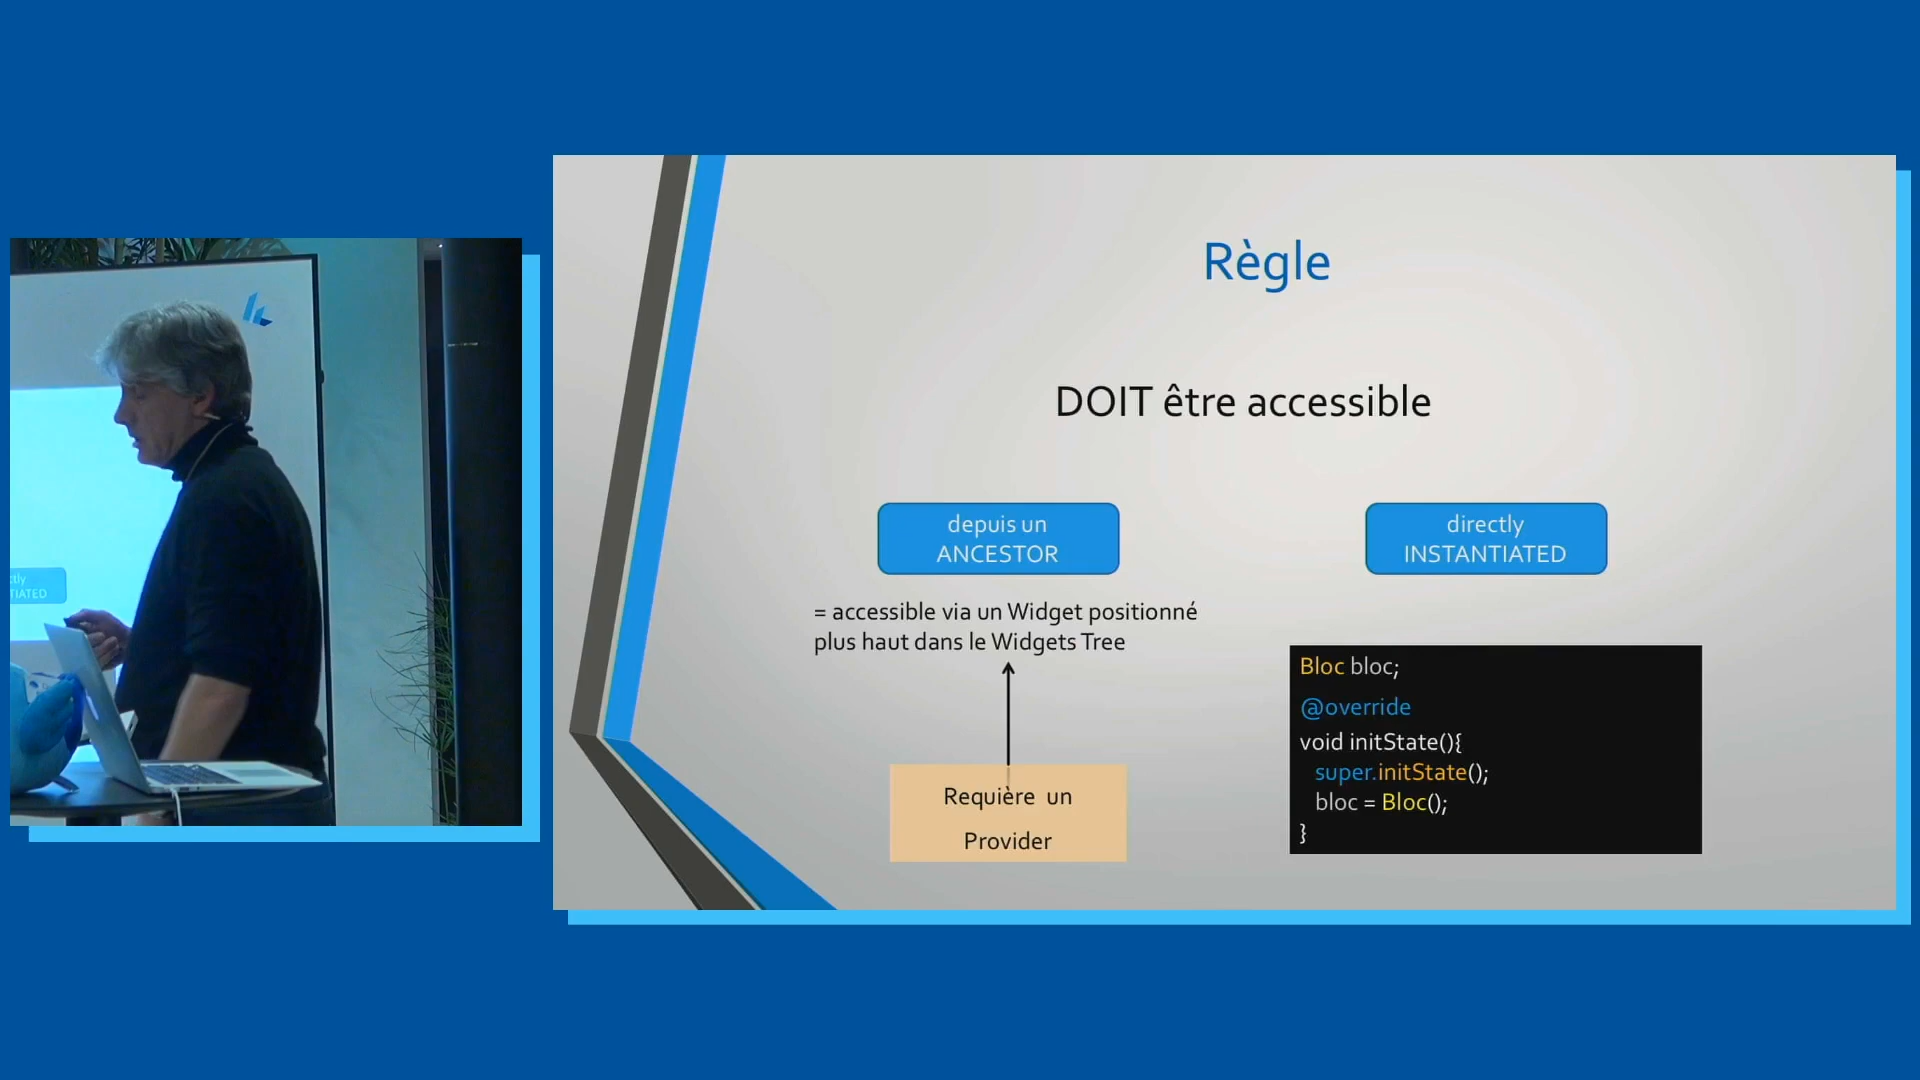 Règle
DOIT être accessible
depuis un
ANCESTOR
directly
INSTANTIATED
= accessible via un Widget positionné
plus haut dans le Widgets Tree
Requière un
Provider
Bloc bloc;
@override
void initState(){
super.initState();
bloc = Bloc();
}